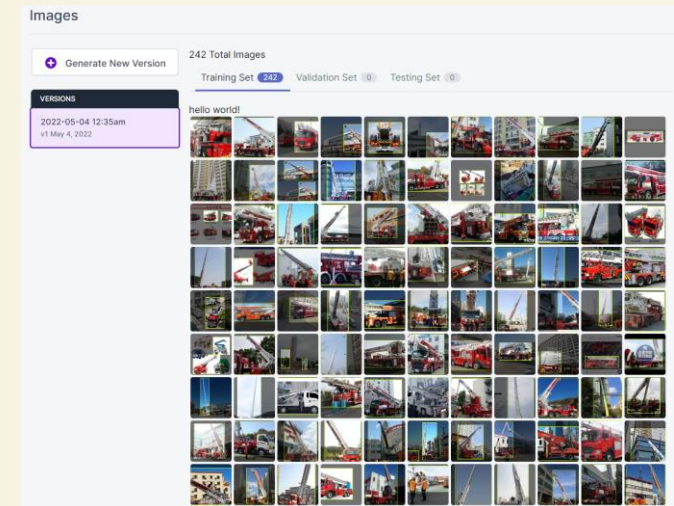 Images
Generate New Version
242 Total Images
Training Set 242 Validation Set 0 Testing Set 0
VERSIONS
2022-05-04 12:35am
v1 May 4, 2022
hello world!